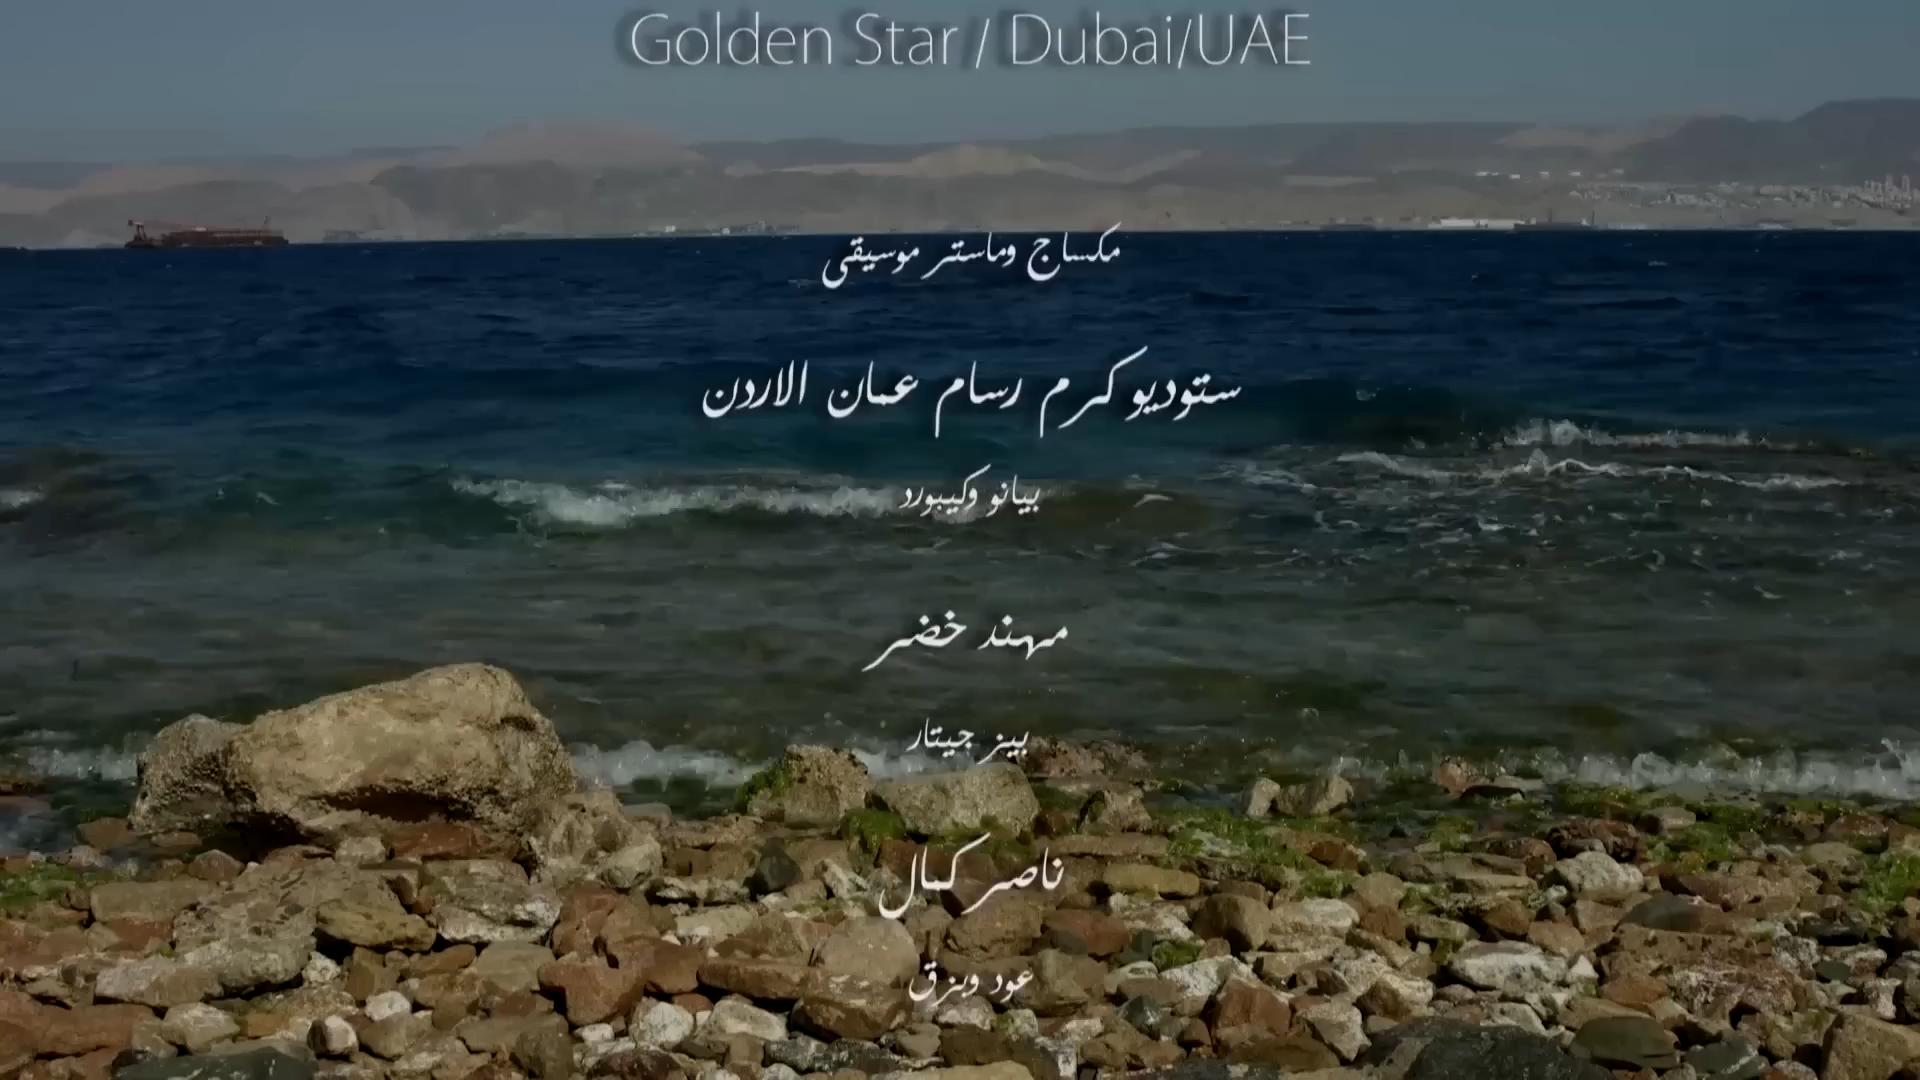 Golden Star / Dubai/UAE
مكساج وماستر موسيقى
ستوديو كرم رسام عمان الاردن
بيانو وكيبورد
مهند خضر
بيز جيتار
ناصر كمال
عود وبزق